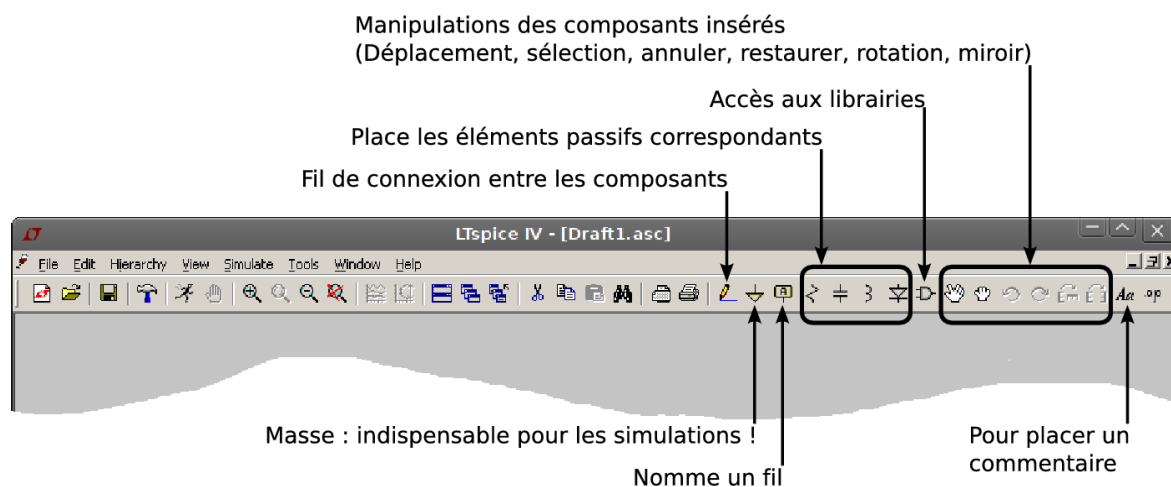 Manipulations des composants insérés
(Déplacement, sélection, annuler, restaurer, rotation, miroir)
Accès aux librairies
Place les éléments passifs correspondants
Fil de connexion entre les composants
LTspice IV - [Draft1.asc]
File Edit Hierarchy View Simulate Tools Window Help
Aa .op
Masse : indispensable pour les simulations !
Nomme un fil
Pour placer un
commentaire